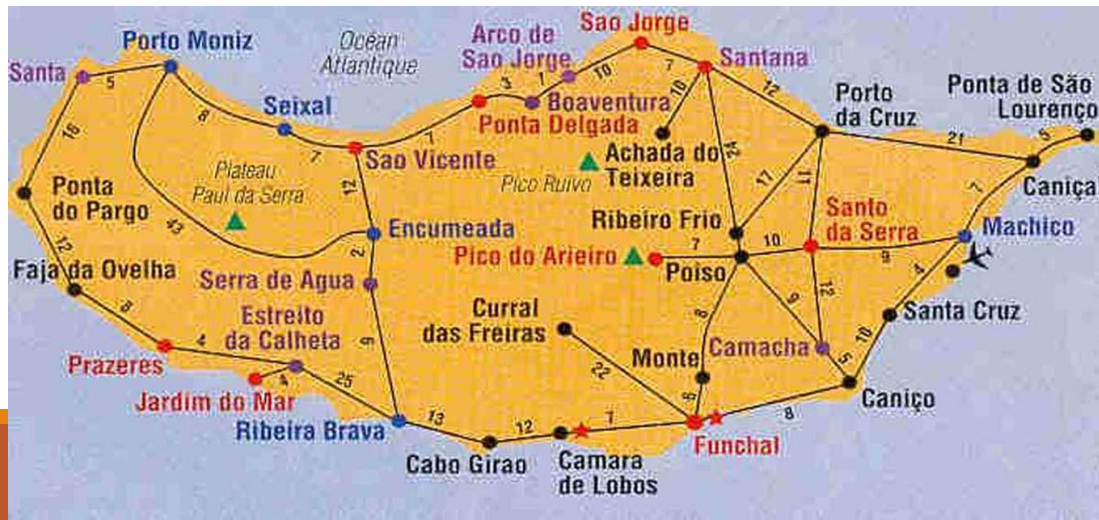 Sao Jorge
Porto Moniz
Océan
Atlantique
Arco de
Sao Jorge
Santa
5
3
1
10
7
Santana
8
Seixal
Boaventura
10
12
Porto
da Cruz
Ponta de São
Lourenço
16
7
7
Ponta Delgada
21
5
Sao Vicente
Plateau
Paul da Serra
Pico Ruivo
Achada do
Teixeira
24
17
11
Caniçal
Ponta
do Pargo
12
7
43
Encumeada
Ribeiro Frio
Santo
da Serra
Machico
12
2
Pico do Arieiro
7
10
9
Faja da Ovelha
Serra de Agua
Poiso
4
8
Estreito
da Calheta
Curral
das Freiras
8
9
12
Santa Cruz
4
9
Monte
Camacha
10
Prazeres
4
25
22
5
Jardim do Mar
Caniço
Ribeira Brava
13
12
7
8
Funchal
Cabo Girao
Camara
de Lobos